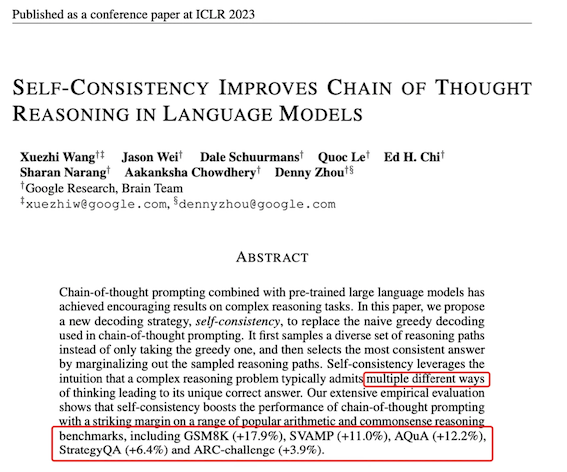 Published as a conference paper at ICLR 2023
SELF-CONSISTENCY IMPROVES CHAIN OF THOUGHT
REASONING IN LANGUAGE MODELS
Xuezhi Wang†‡ Jason Wei† Dale Schuurmans† Quoc Le† Ed H. Chi†
Sharan Narang† Aakanksha Chowdhery† Denny Zhou†§
†Google Research, Brain Team
‡xuezhiw@google.com, §dennyzhou@google.com
ABSTRACT
Chain-of-thought prompting combined with pre-trained large language models has
achieved encouraging results on complex reasoning tasks. In this paper, we propose
a new decoding strategy, self-consistency, to replace the naive greedy decoding
used in chain-of-thought prompting. It first samples a diverse set of reasoning paths
instead of only taking the greedy one, and then selects the most consistent answer
by marginalizing out the sampled reasoning paths. Self-consistency leverages the
intuition that a complex reasoning problem typically admits multiple different ways
of thinking leading to its unique correct answer. Our extensive empirical evaluation
shows that self-consistency boosts the performance of chain-of-thought prompting
with a striking margin on a range of popular arithmetic and commonsense reasoning
benchmarks, including GSM8K (+17.9%), SVAMP (+11.0%), AQuA (+12.2%),
StrategyQA (+6.4%) and ARC-challenge (+3.9%).